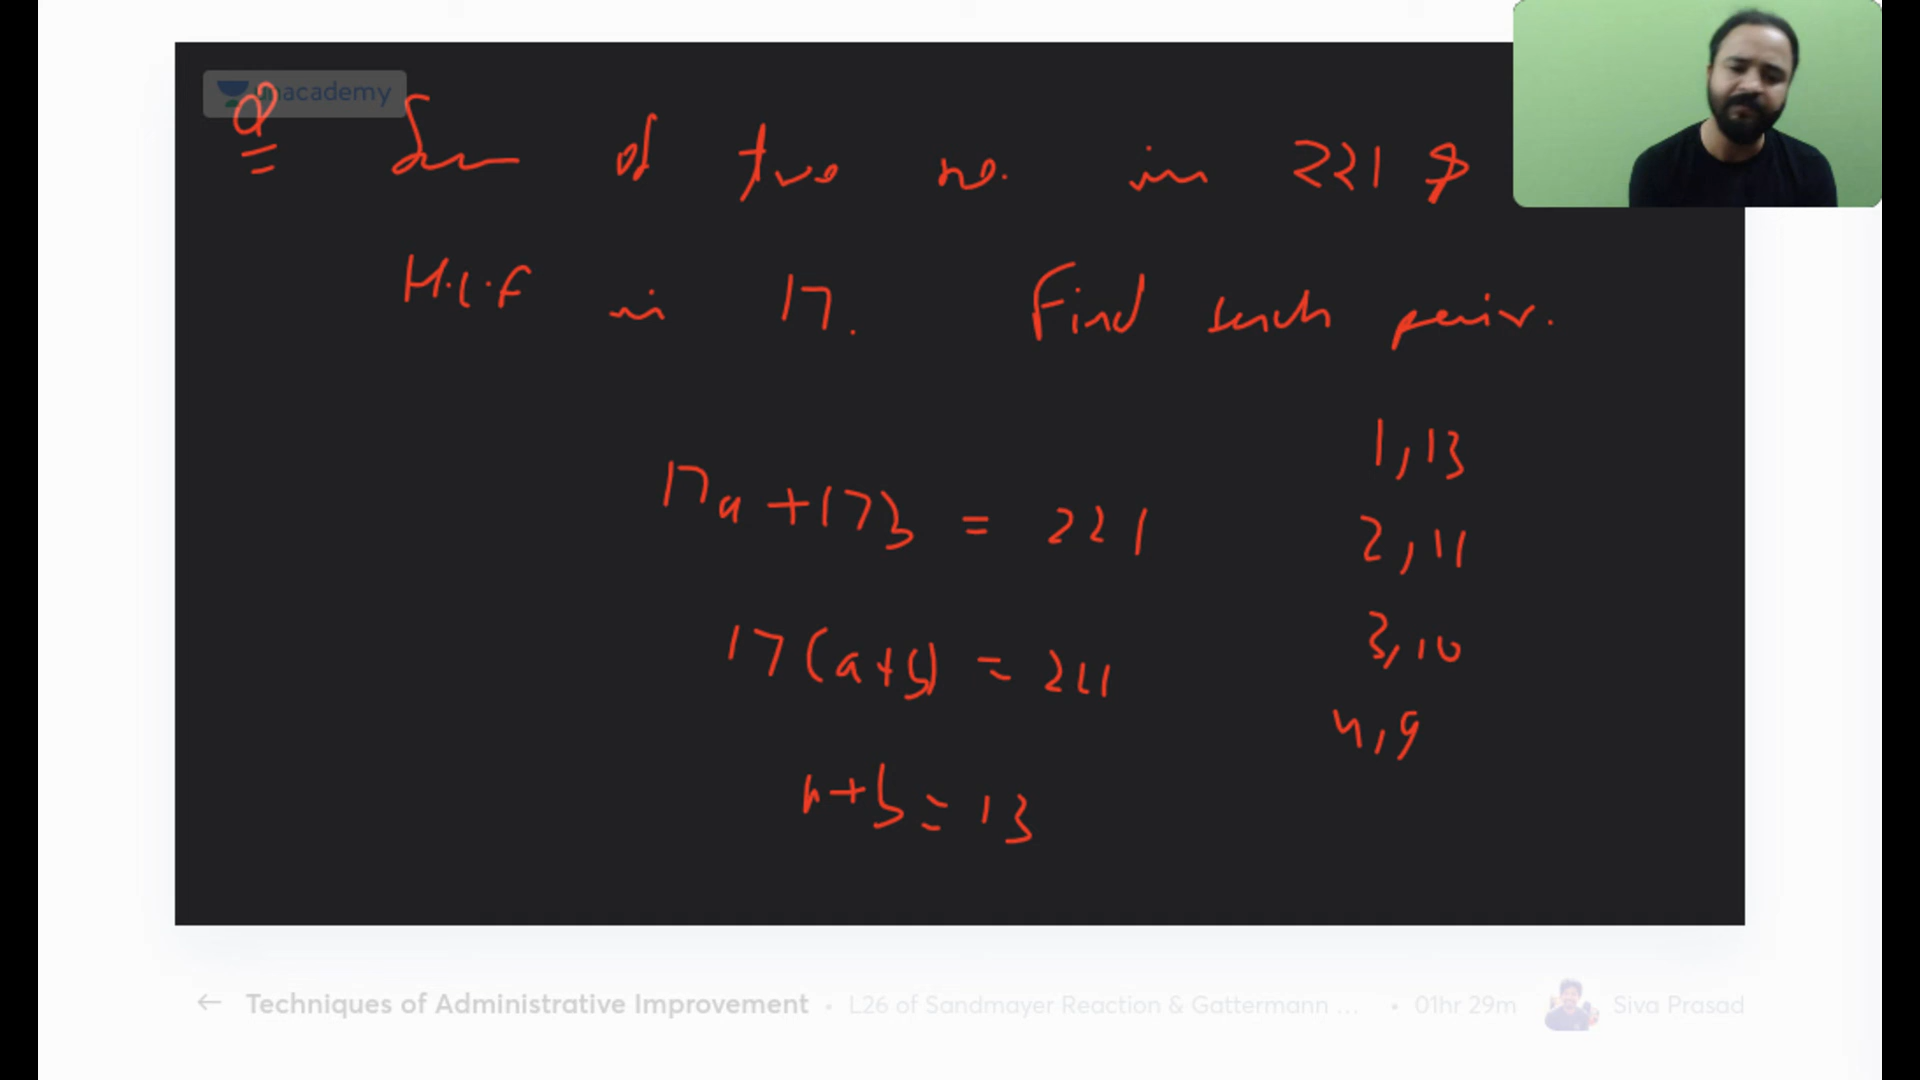 unacademy
Q Sum of two no. is 221 &
H.C.F is 17. Find such pair.
17a + 17b = 221
17(a+b) = 221
a+b = 13
1, 13
2, 11
3, 10
4, 9
← Techniques of Administrative Improvement • L26 of Sandmayer Reaction & Gattermann ... • 01hr 29m Siva Prasad